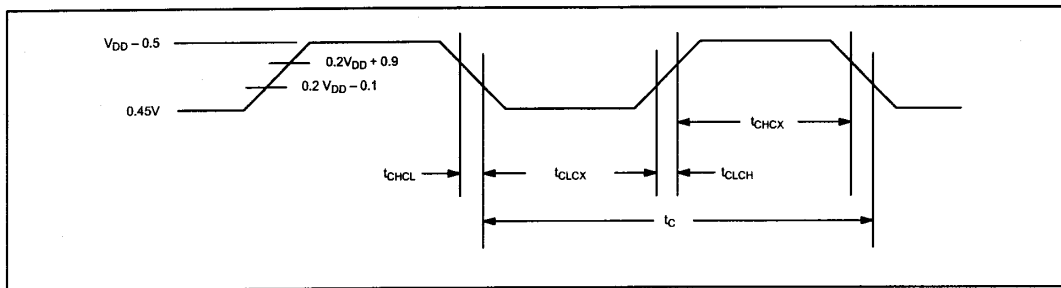 V_DD – 0.5
0.2V_DD + 0.9
0.2 V_DD – 0.1
0.45V
t_CHCX
t_CHCL
t_CLCX
t_CLCH
t_C